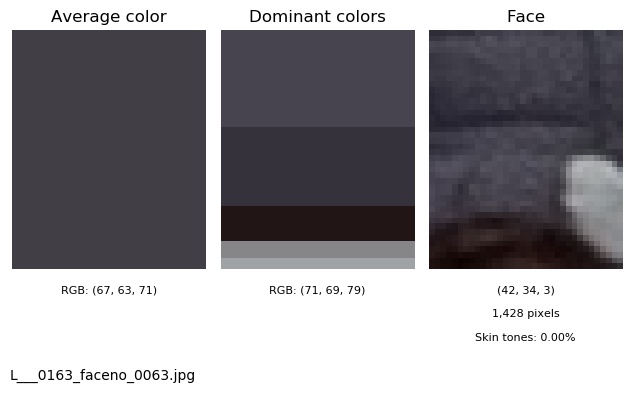 Average color
Dominant colors
Face
RGB: (67, 63, 71)
RGB: (71, 69, 79)
(42, 34, 3)
1,428 pixels
Skin tones: 0.00%
L___0163_faceno_0063.jpg